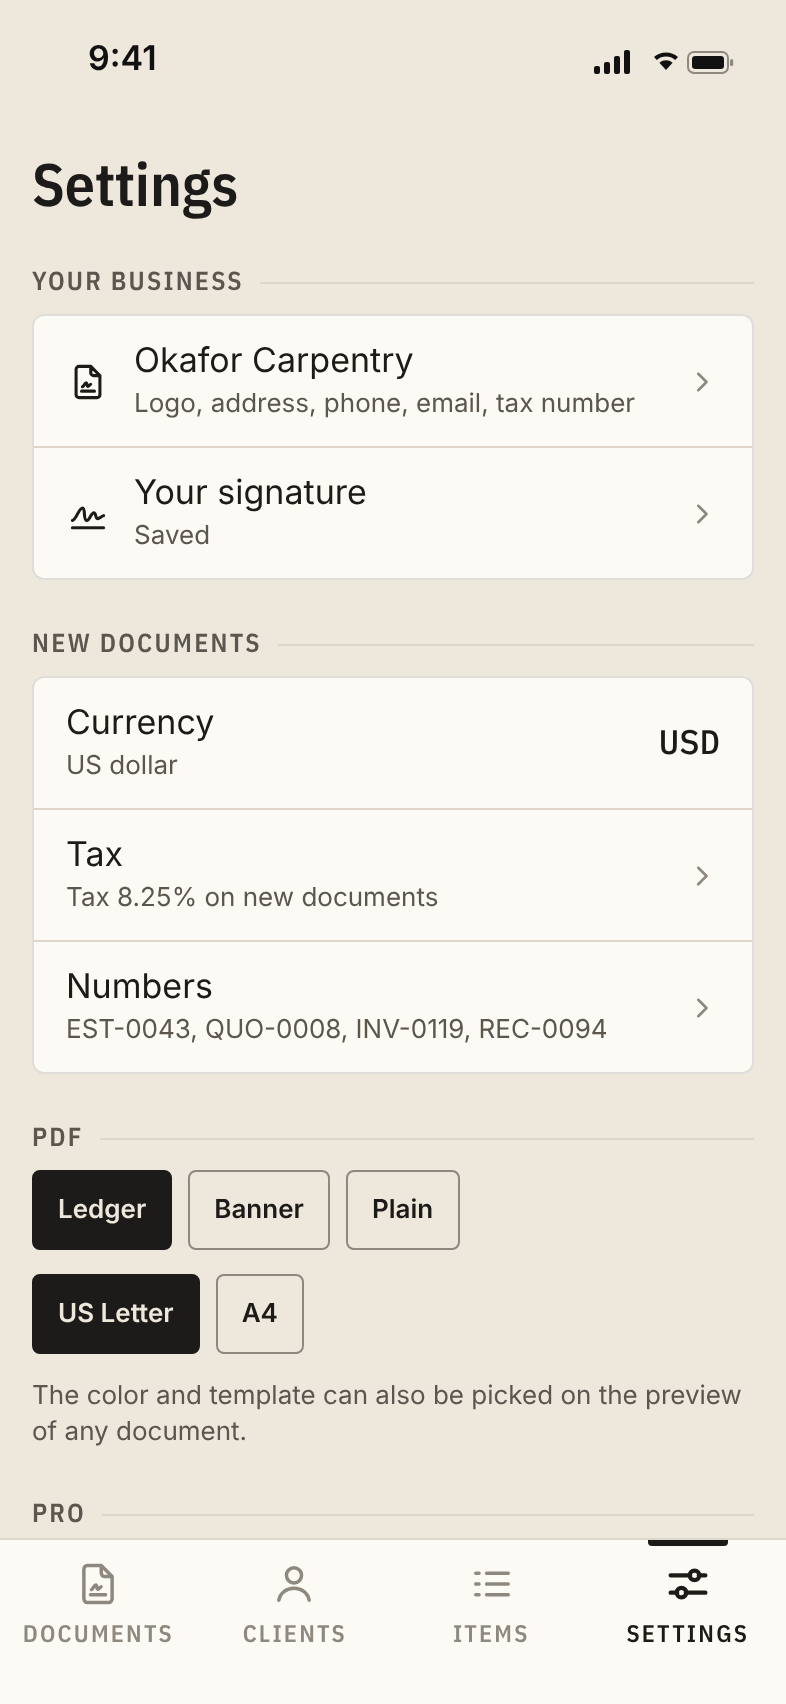 9:41
Settings
YOUR BUSINESS
Okafor Carpentry
Logo, address, phone, email, tax number
Your signature
Saved
NEW DOCUMENTS
Currency
US dollar
USD
Tax
Tax 8.25% on new documents
Numbers
EST-0043, QUO-0008, INV-0119, REC-0094
PDF
Ledger Banner Plain
US Letter A4
The color and template can also be picked on the preview
of any document.
PRO
DOCUMENTS CLIENTS ITEMS SETTINGS